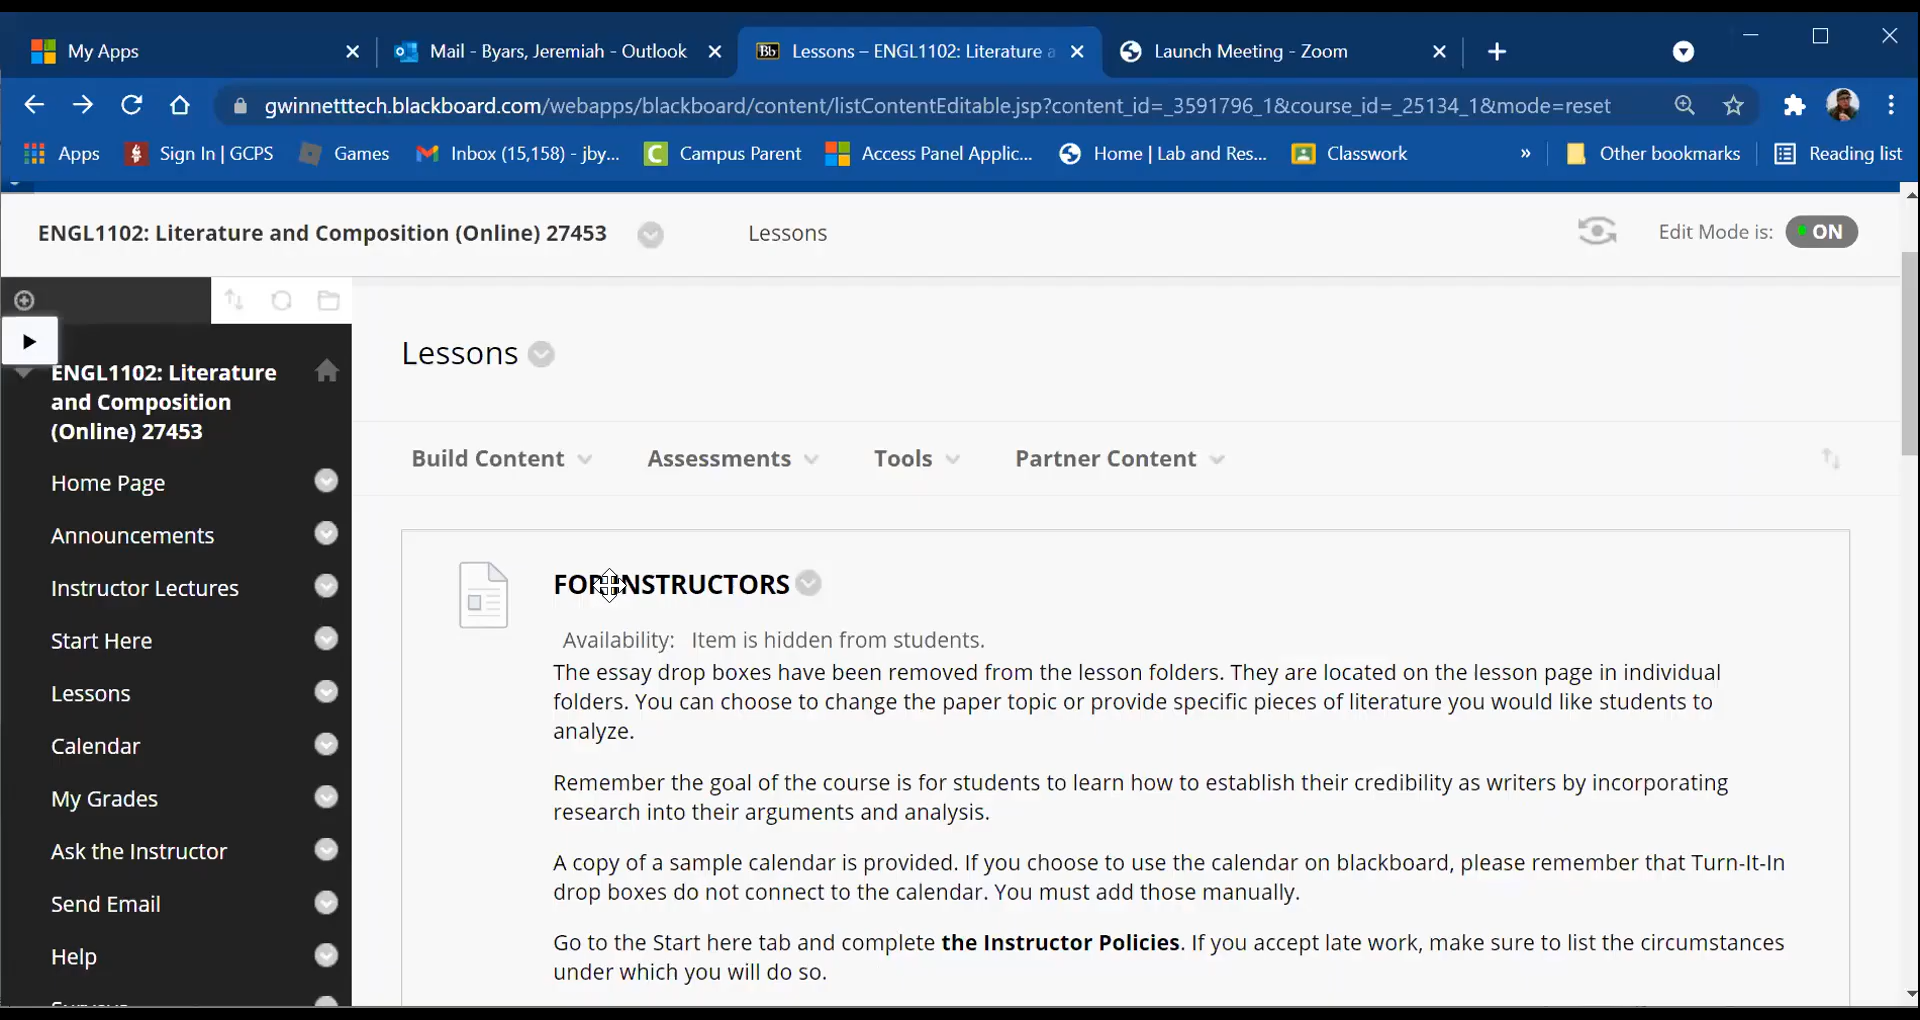 My Apps
Mail - Byars, Jeremiah - Outlook
Lessons – ENGL1102: Literature a
Launch Meeting - Zoom
gwinnetttech.blackboard.com/webapps/blackboard/content/listContentEditable.jsp?content_id=_3591796_1&course_id=_25134_1&mode=reset
Apps
Sign In | GCPS
Games
Inbox (15,158) - jby...
Campus Parent
Access Panel Applic...
Home | Lab and Res...
Classwork
»
Other bookmarks
Reading list
ENGL1102: Literature and Composition (Online) 27453
Lessons
Edit Mode is:
ON
ENGL1102: Literature
and Composition
(Online) 27453
Home Page
Announcements
Instructor Lectures
Start Here
Lessons
Calendar
My Grades
Ask the Instructor
Send Email
Help
Lessons
Build Content
Assessments
Tools
Partner Content
FOR INSTRUCTORS
Availability: Item is hidden from students.
The essay drop boxes have been removed from the lesson folders. They are located on the lesson page in individual
folders. You can choose to change the paper topic or provide specific pieces of literature you would like students to
analyze.
Remember the goal of the course is for students to learn how to establish their credibility as writers by incorporating
research into their arguments and analysis.
A copy of a sample calendar is provided. If you choose to use the calendar on blackboard, please remember that Turn-It-In
drop boxes do not connect to the calendar. You must add those manually.
Go to the Start here tab and complete the Instructor Policies. If you accept late work, make sure to list the circumstances
under which you will do so.